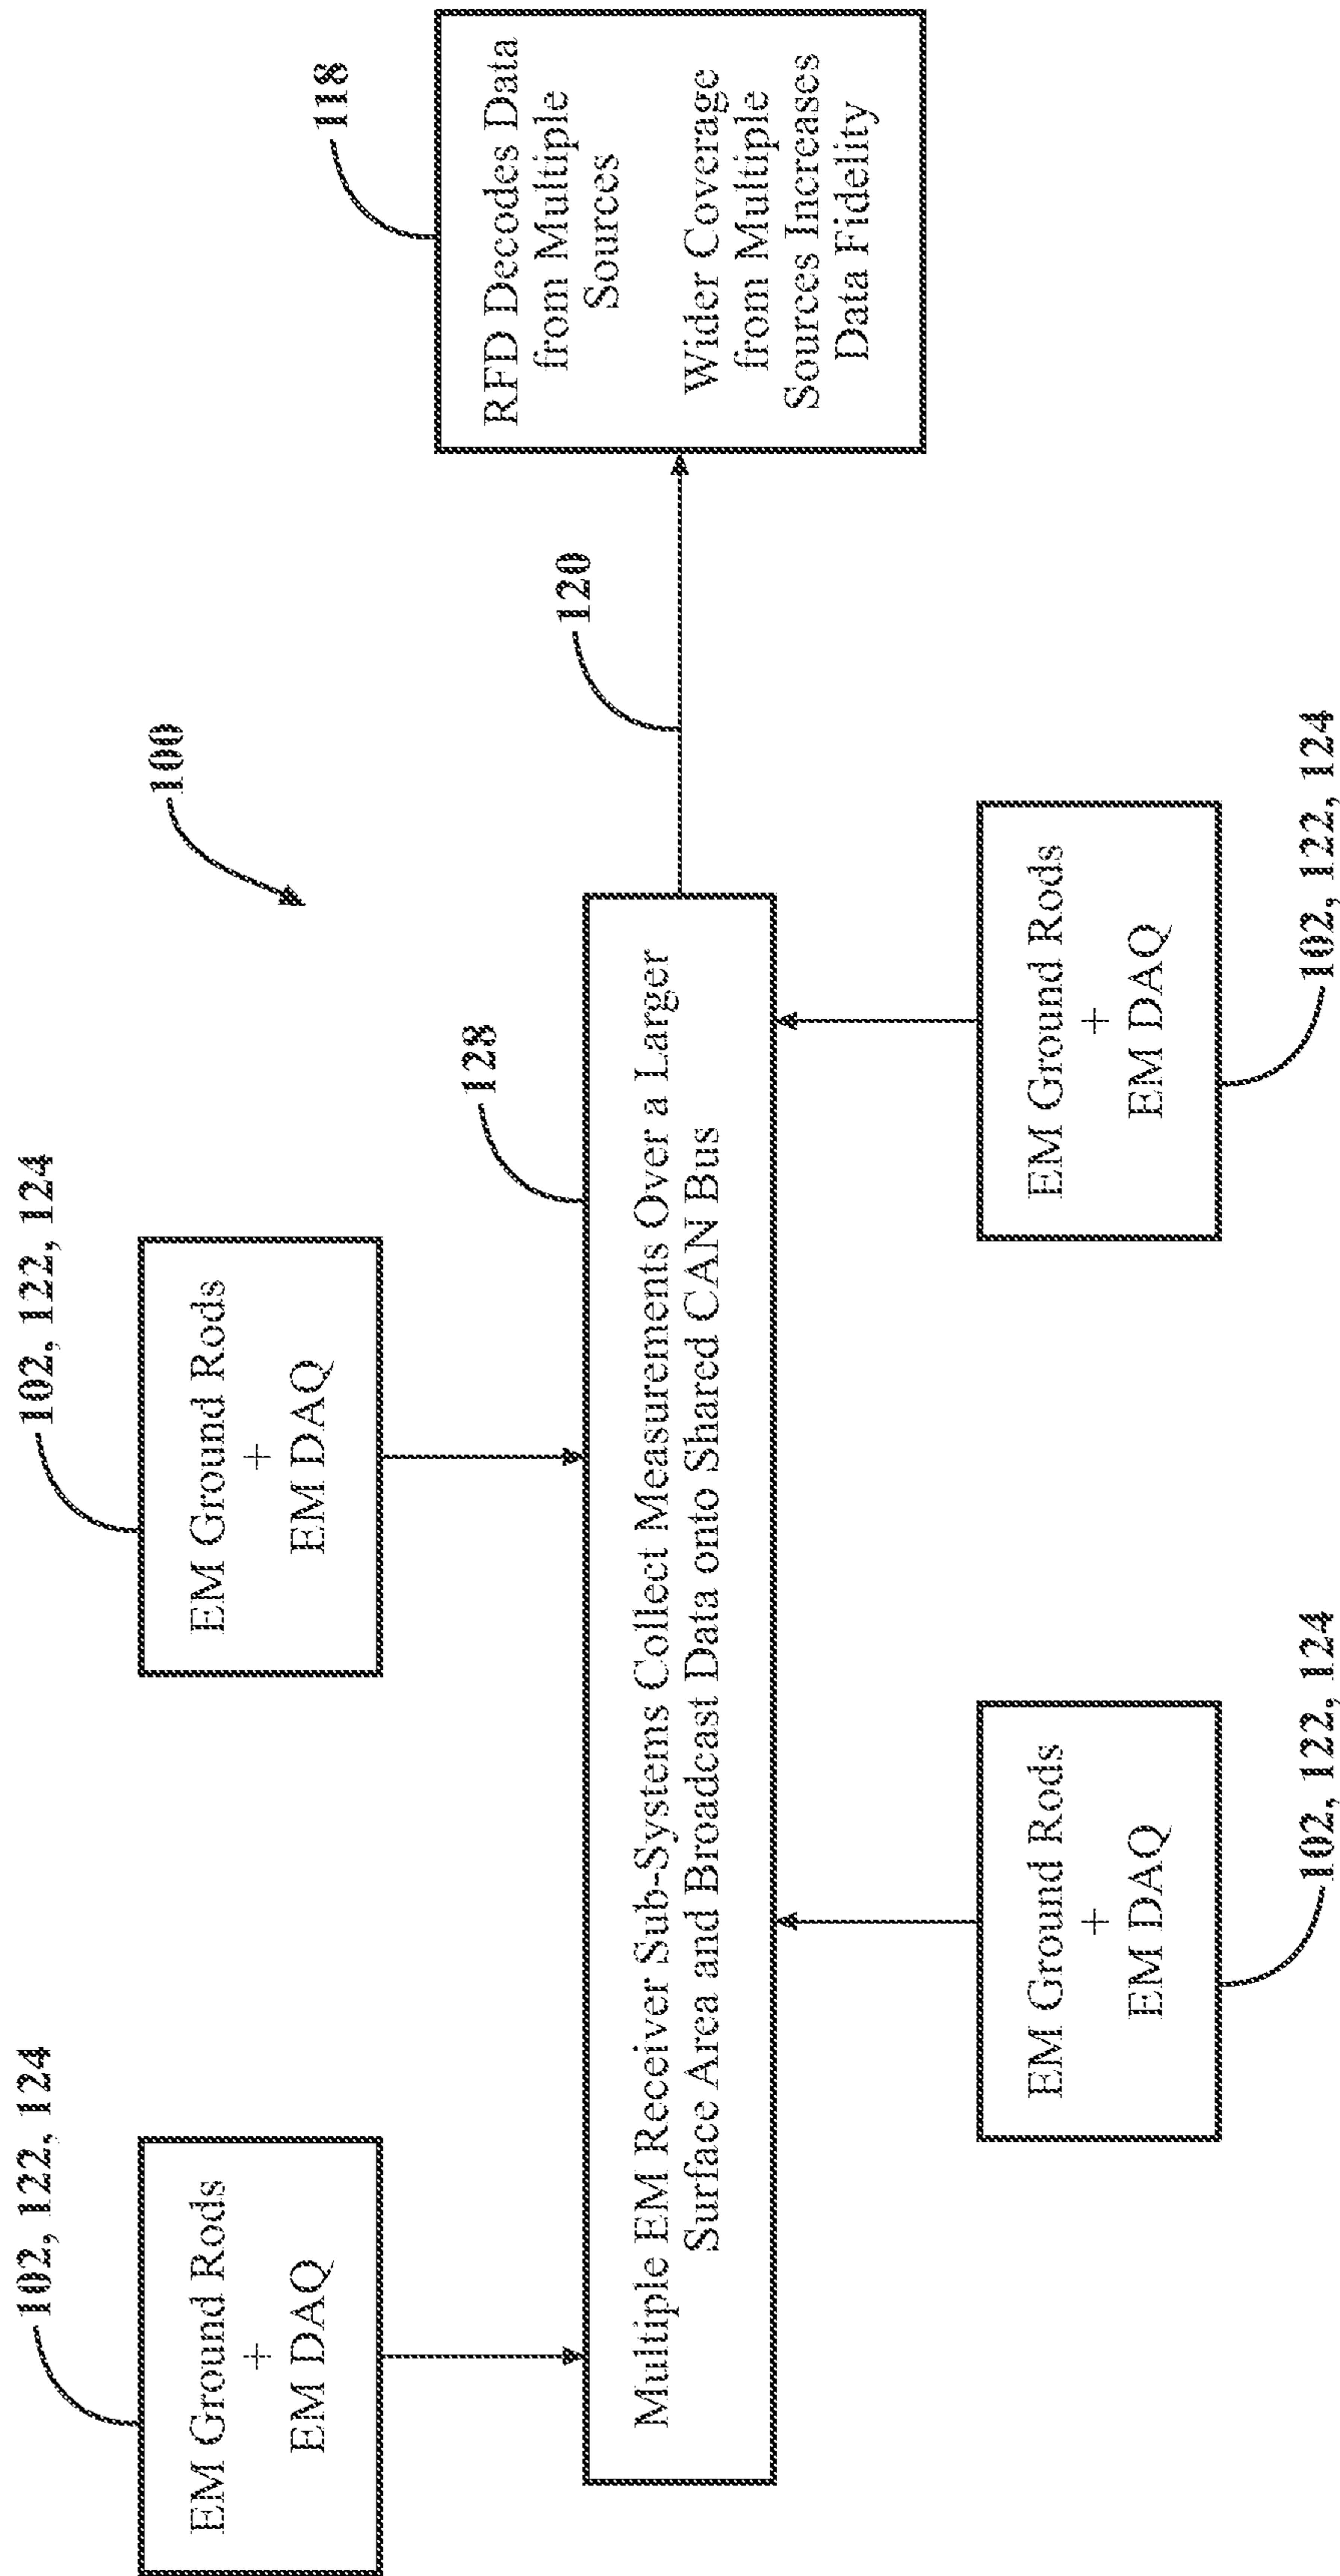 102, 122, 124
EM Ground Rods
+
EM DAQ
102, 122, 124
EM Ground Rods
+
EM DAQ
100
128
Multiple EM Receiver Sub-Systems Collect Measurements Over a Larger
Surface Area and Broadcast Data onto Shared CAN Bus
120
118
RFD Decodes Data
from Multiple
Sources
Wider Coverage
from Multiple
Sources Increases
Data Fidelity
EM Ground Rods
+
EM DAQ
102, 122, 124
EM Ground Rods
+
EM DAQ
102, 122, 124